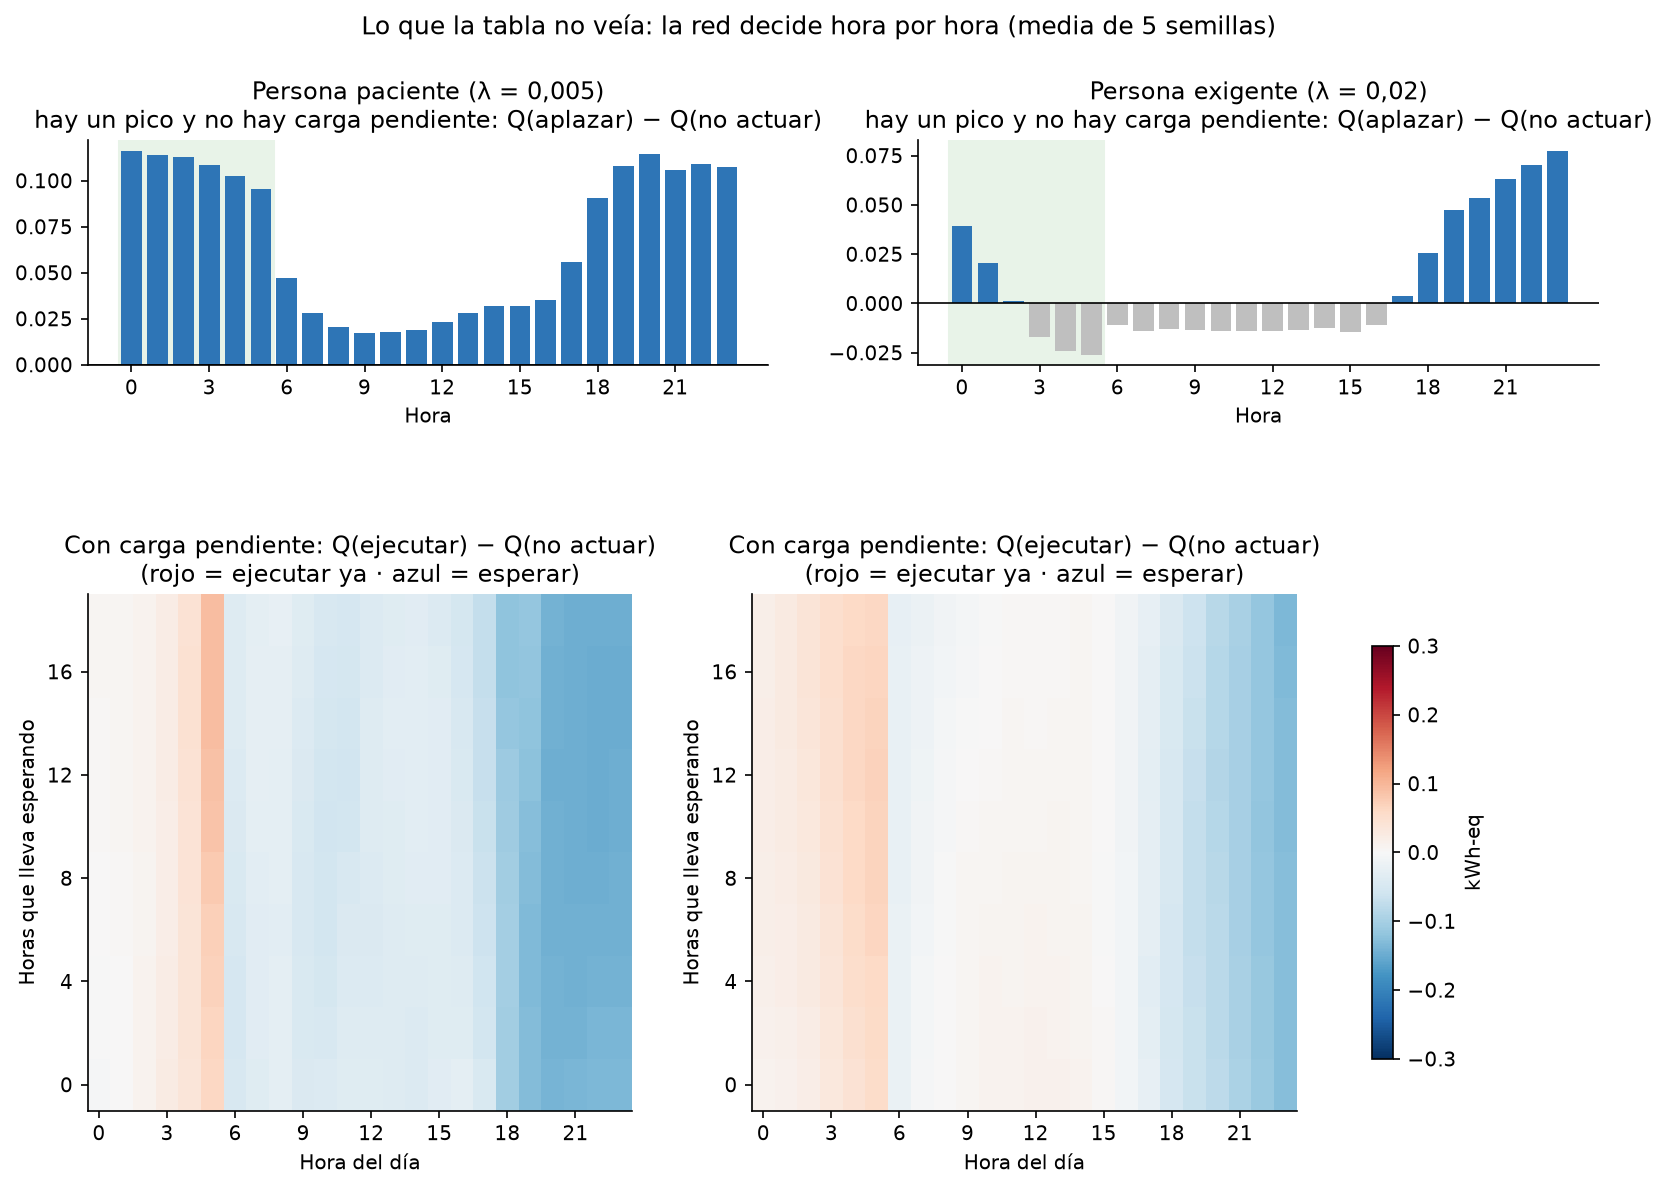 Lo que la tabla no veía: la red decide hora por hora (media de 5 semillas)
Persona paciente (λ = 0,005)
hay un pico y no hay carga pendiente: Q(aplazar) − Q(no actuar)
0.100
0.075
0.050
0.025
0.000
0 3 6 9 12 15 18 21
Hora
Persona exigente (λ = 0,02)
hay un pico y no hay carga pendiente: Q(aplazar) − Q(no actuar)
0.075
0.050
0.025
0.000
−0.025
0 3 6 9 12 15 18 21
Hora
Con carga pendiente: Q(ejecutar) − Q(no actuar)
(rojo = ejecutar ya · azul = esperar)
Horas que lleva esperando
16
12
8
4
0
0 3 6 9 12 15 18 21
Hora del día
Con carga pendiente: Q(ejecutar) − Q(no actuar)
(rojo = ejecutar ya · azul = esperar)
Horas que lleva esperando
16
12
8
4
0
0 3 6 9 12 15 18 21
Hora del día
0.3
0.2
0.1
0.0
−0.1
−0.2
−0.3
kWh-eq